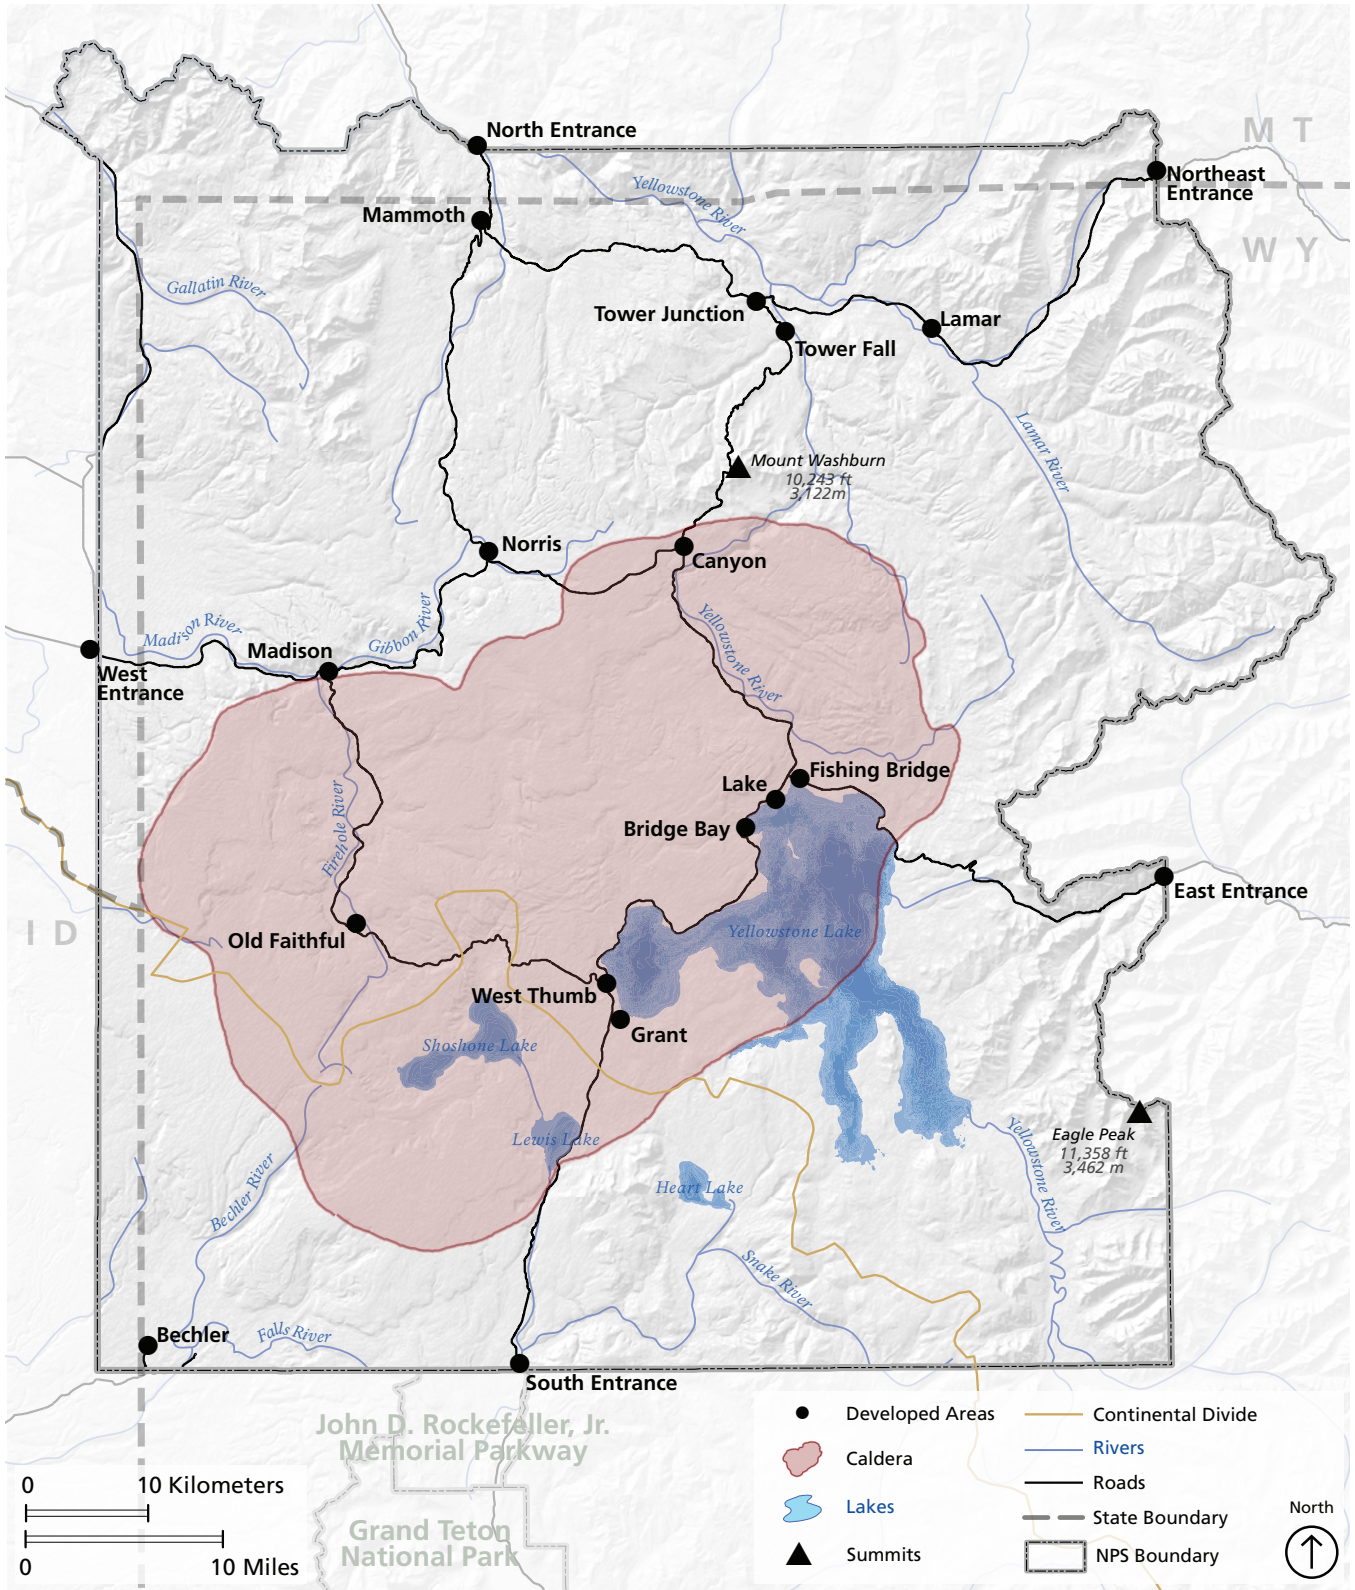 North Entrance
M T
Northeast
Entrance
Yellowstone River
Mammoth
W Y
Gallatin River
Tower Junction
Lamar
Tower Fall
Lamar River
Mount Washburn
10,243 ft
3,122m
Norris
Canyon
Madison River
Gibbon River
Yellowstone River
Madison
West
Entrance
Fishing Bridge
Lake
Firehole River
Bridge Bay
East Entrance
I D
Old Faithful
Yellowstone Lake
West Thumb
Grant
Shoshone Lake
Lewis Lake
Eagle Peak
11,358 ft
3,462 m
Yellowstone River
Heart Lake
Bechler River
Snake River
Bechler
Falls River
South Entrance
John D. Rockefeller, Jr.
Memorial Parkway
Grand Teton
National Park
0 10 Kilometers
0 10 Miles
Developed Areas
Caldera
Lakes
Summits
Continental Divide
Rivers
Roads
State Boundary
NPS Boundary
North